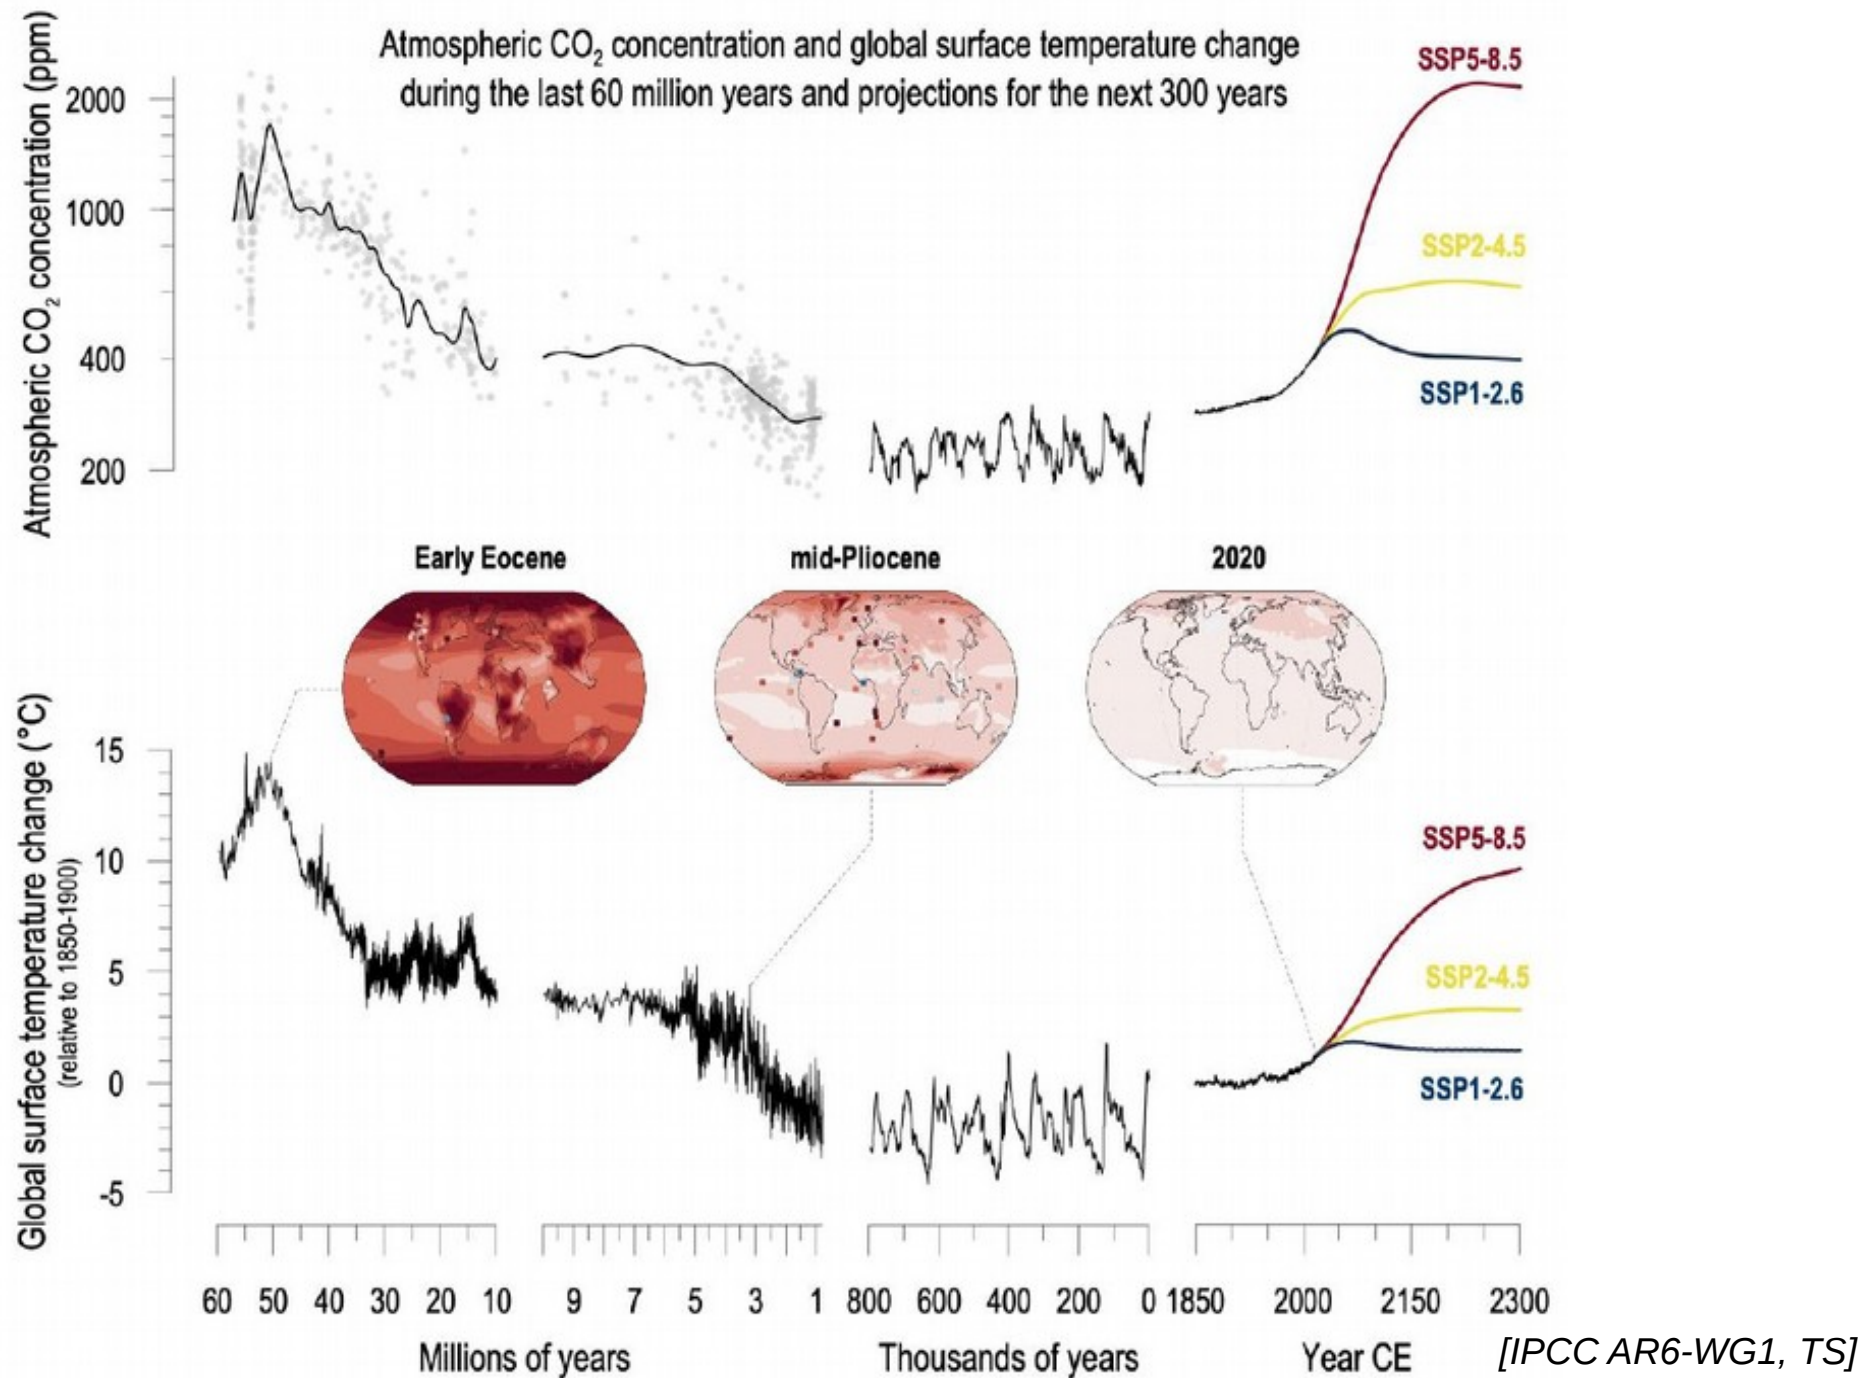 Atmospheric CO₂ concentration and global surface temperature change
during the last 60 million years and projections for the next 300 years
Atmospheric CO₂ concentration (ppm)
2000
1000
400
200
SSP5-8.5
SSP2-4.5
SSP1-2.6
Early Eocene
mid-Pliocene
2020
Global surface temperature change (°C)
(relative to 1850-1900)
15
10
5
0
-5
SSP5-8.5
SSP2-4.5
SSP1-2.6
60 50 40 30 20 10 9 7 5 3 1 800 600 400 200 0 1850 2000 2150 2300
Millions of years Thousands of years Year CE
[IPCC AR6-WG1, TS]